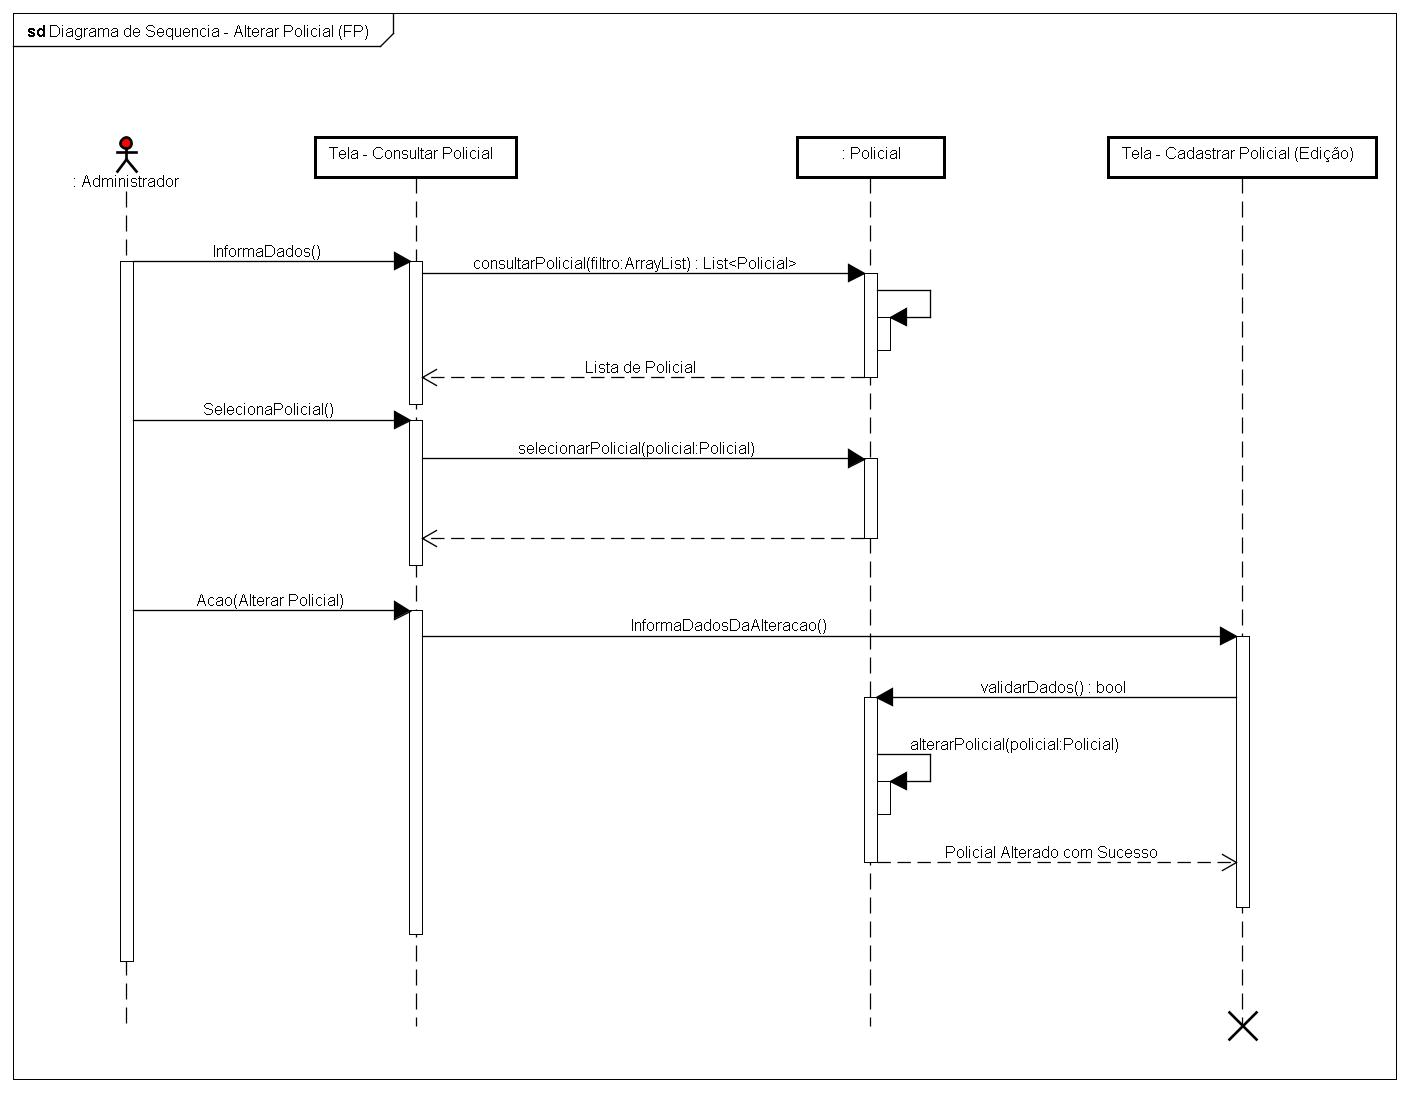 sd Diagrama de Sequencia - Alterar Policial (FP)
: Administrador
Tela - Consultar Policial
: Policial
Tela - Cadastrar Policial (Edição)
InformaDados()
consultarPolicial(filtro:ArrayList) : List<Policial>
Lista de Policial
SelecionaPolicial()
selecionarPolicial(policial:Policial)
Acao(Alterar Policial)
InformaDadosDaAlteracao()
validarDados() : bool
alterarPolicial(policial:Policial)
Policial Alterado com Sucesso